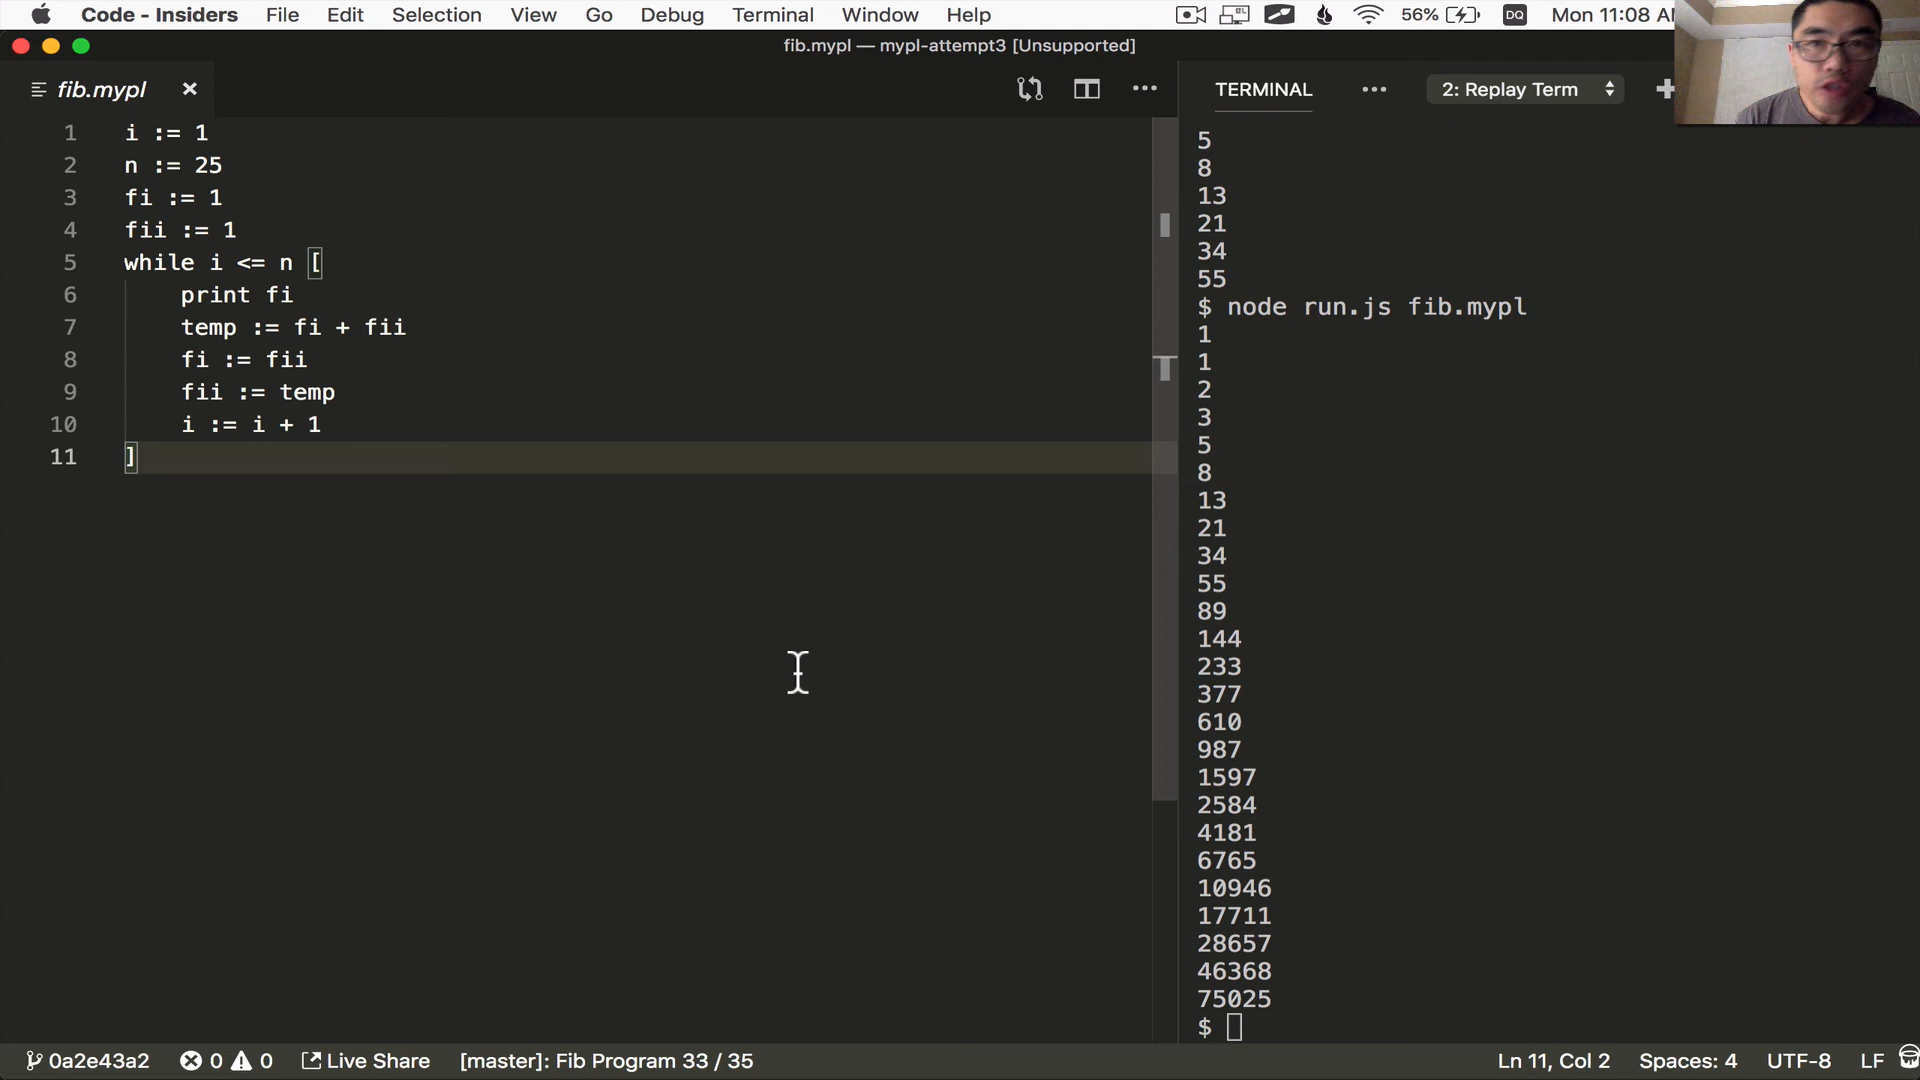 Code - Insiders File Edit Selection View Go Debug Terminal Window Help 56% DQ Mon 11:08
fib.mypl — mypl-attempt3 [Unsupported]
fib.mypl
1 i := 1
2 n := 25
3 fi := 1
4 fii := 1
5 while i <= n [
6 print fi
7 temp := fi + fii
8 fi := fii
9 fii := temp
10 i := i + 1
11 ]
TERMINAL 2: Replay Term
5
8
13
21
34
55
$ node run.js fib.mypl
1
1
2
3
5
8
13
21
34
55
89
144
233
377
610
987
1597
2584
4181
6765
10946
17711
28657
46368
75025
$
0a2e43a2 0 0 Live Share [master]: Fib Program 33 / 35 Ln 11, Col 2 Spaces: 4 UTF-8 LF